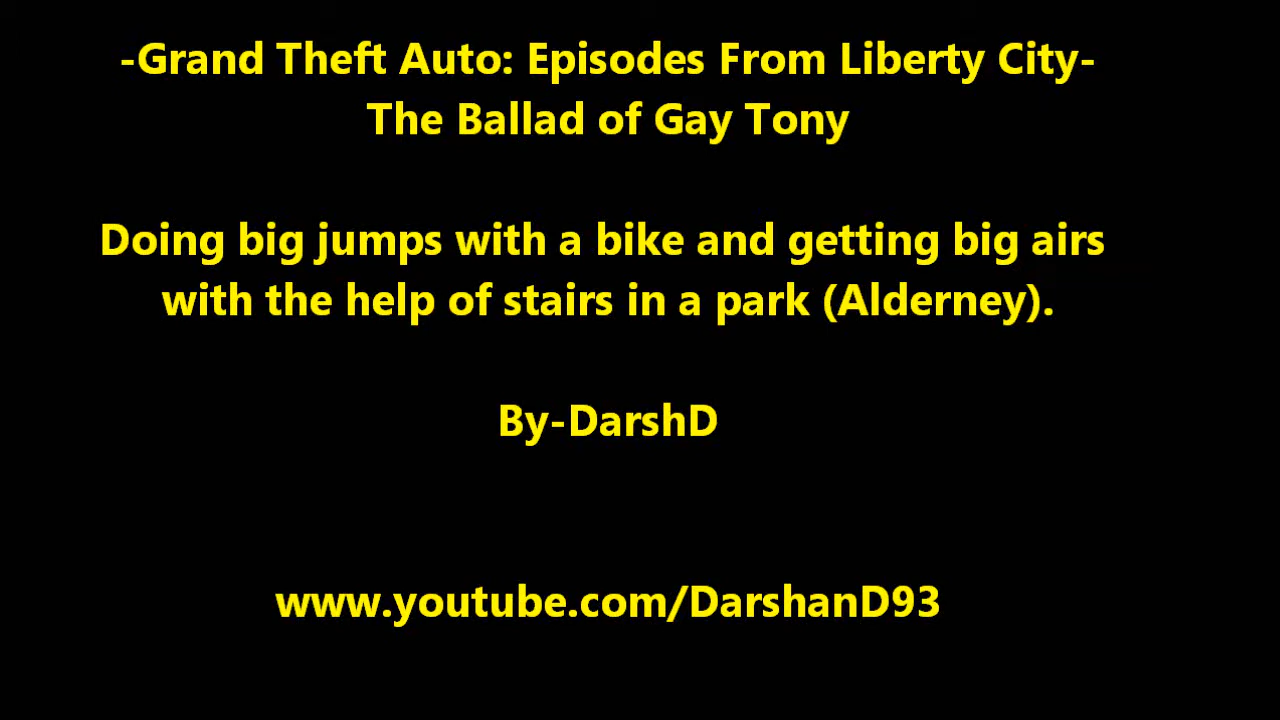 -Grand Theft Auto: Episodes From Liberty City-
The Ballad of Gay Tony
Doing big jumps with a bike and getting big airs
with the help of stairs in a park (Alderney).
By-DarshD
www.youtube.com/DarshanD93